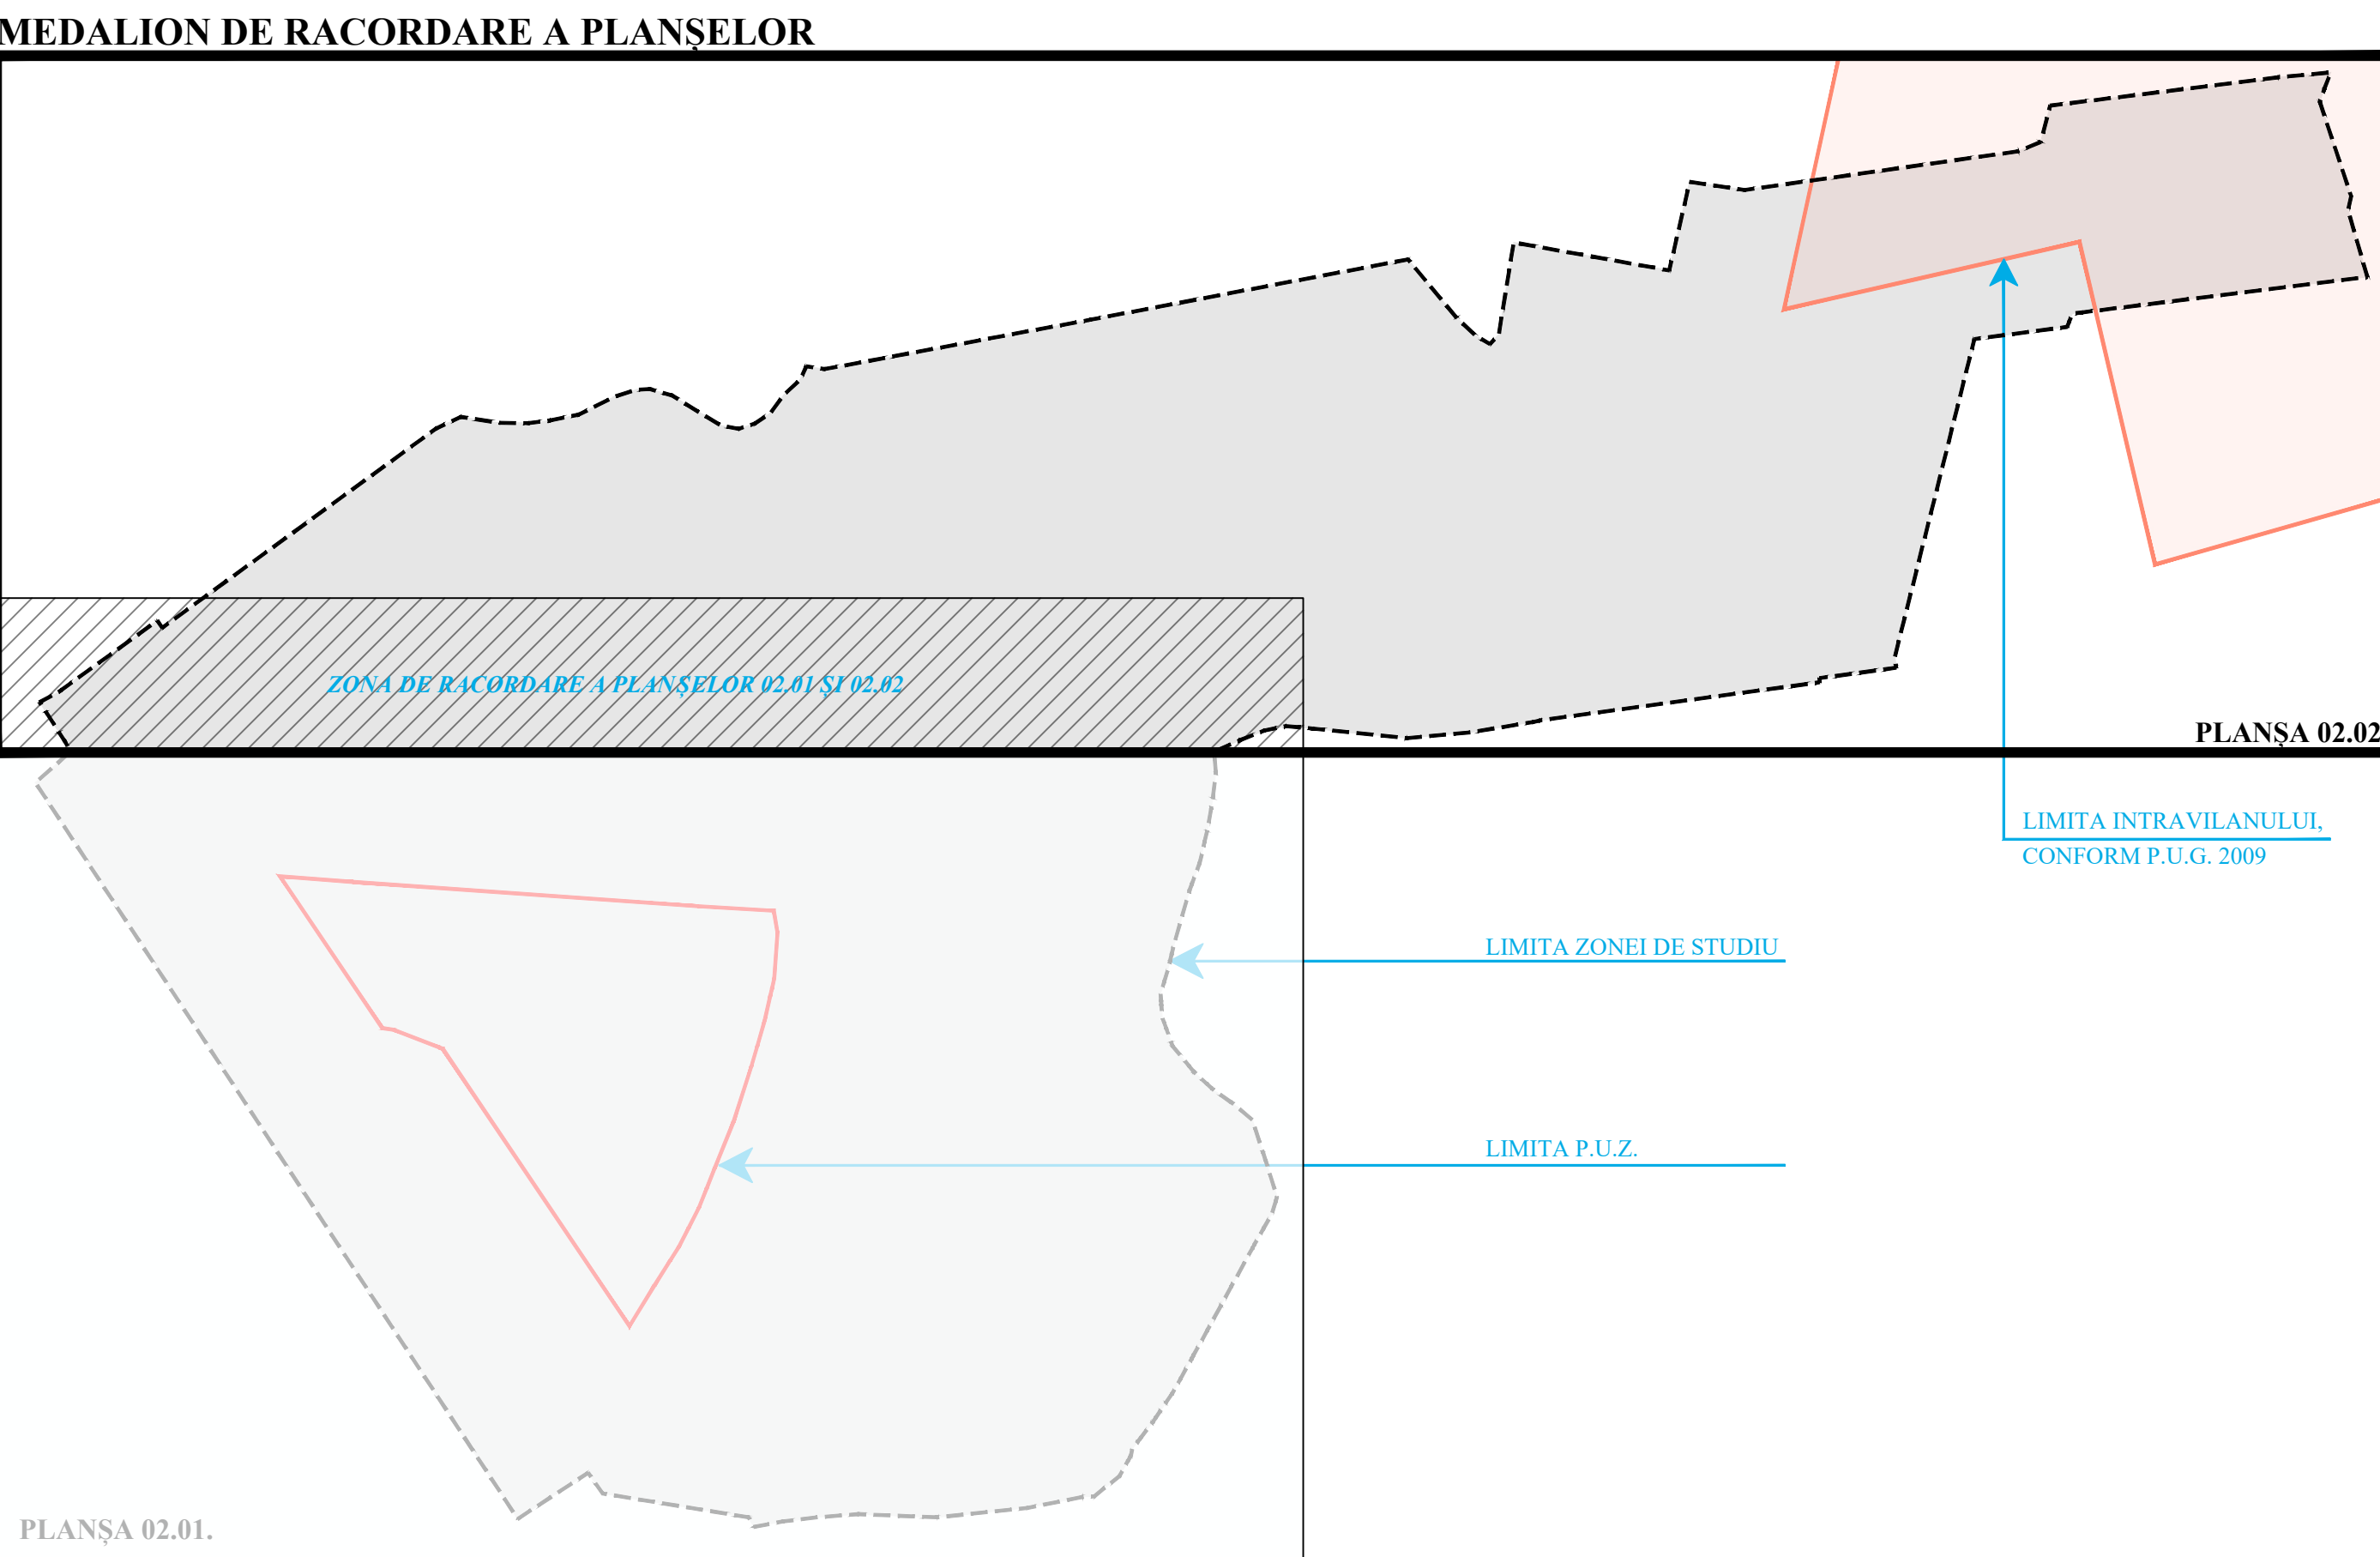 MEDALION DE RACORDARE A PLANȘELOR
ZONA DE RACORDARE A PLANȘELOR 02.01 ȘI 02.02
PLANȘA 02.02
LIMITA INTRAVILANULUI,
CONFORM P.U.G. 2009
LIMITA ZONEI DE STUDIU
LIMITA P.U.Z.
PLANȘA 02.01.